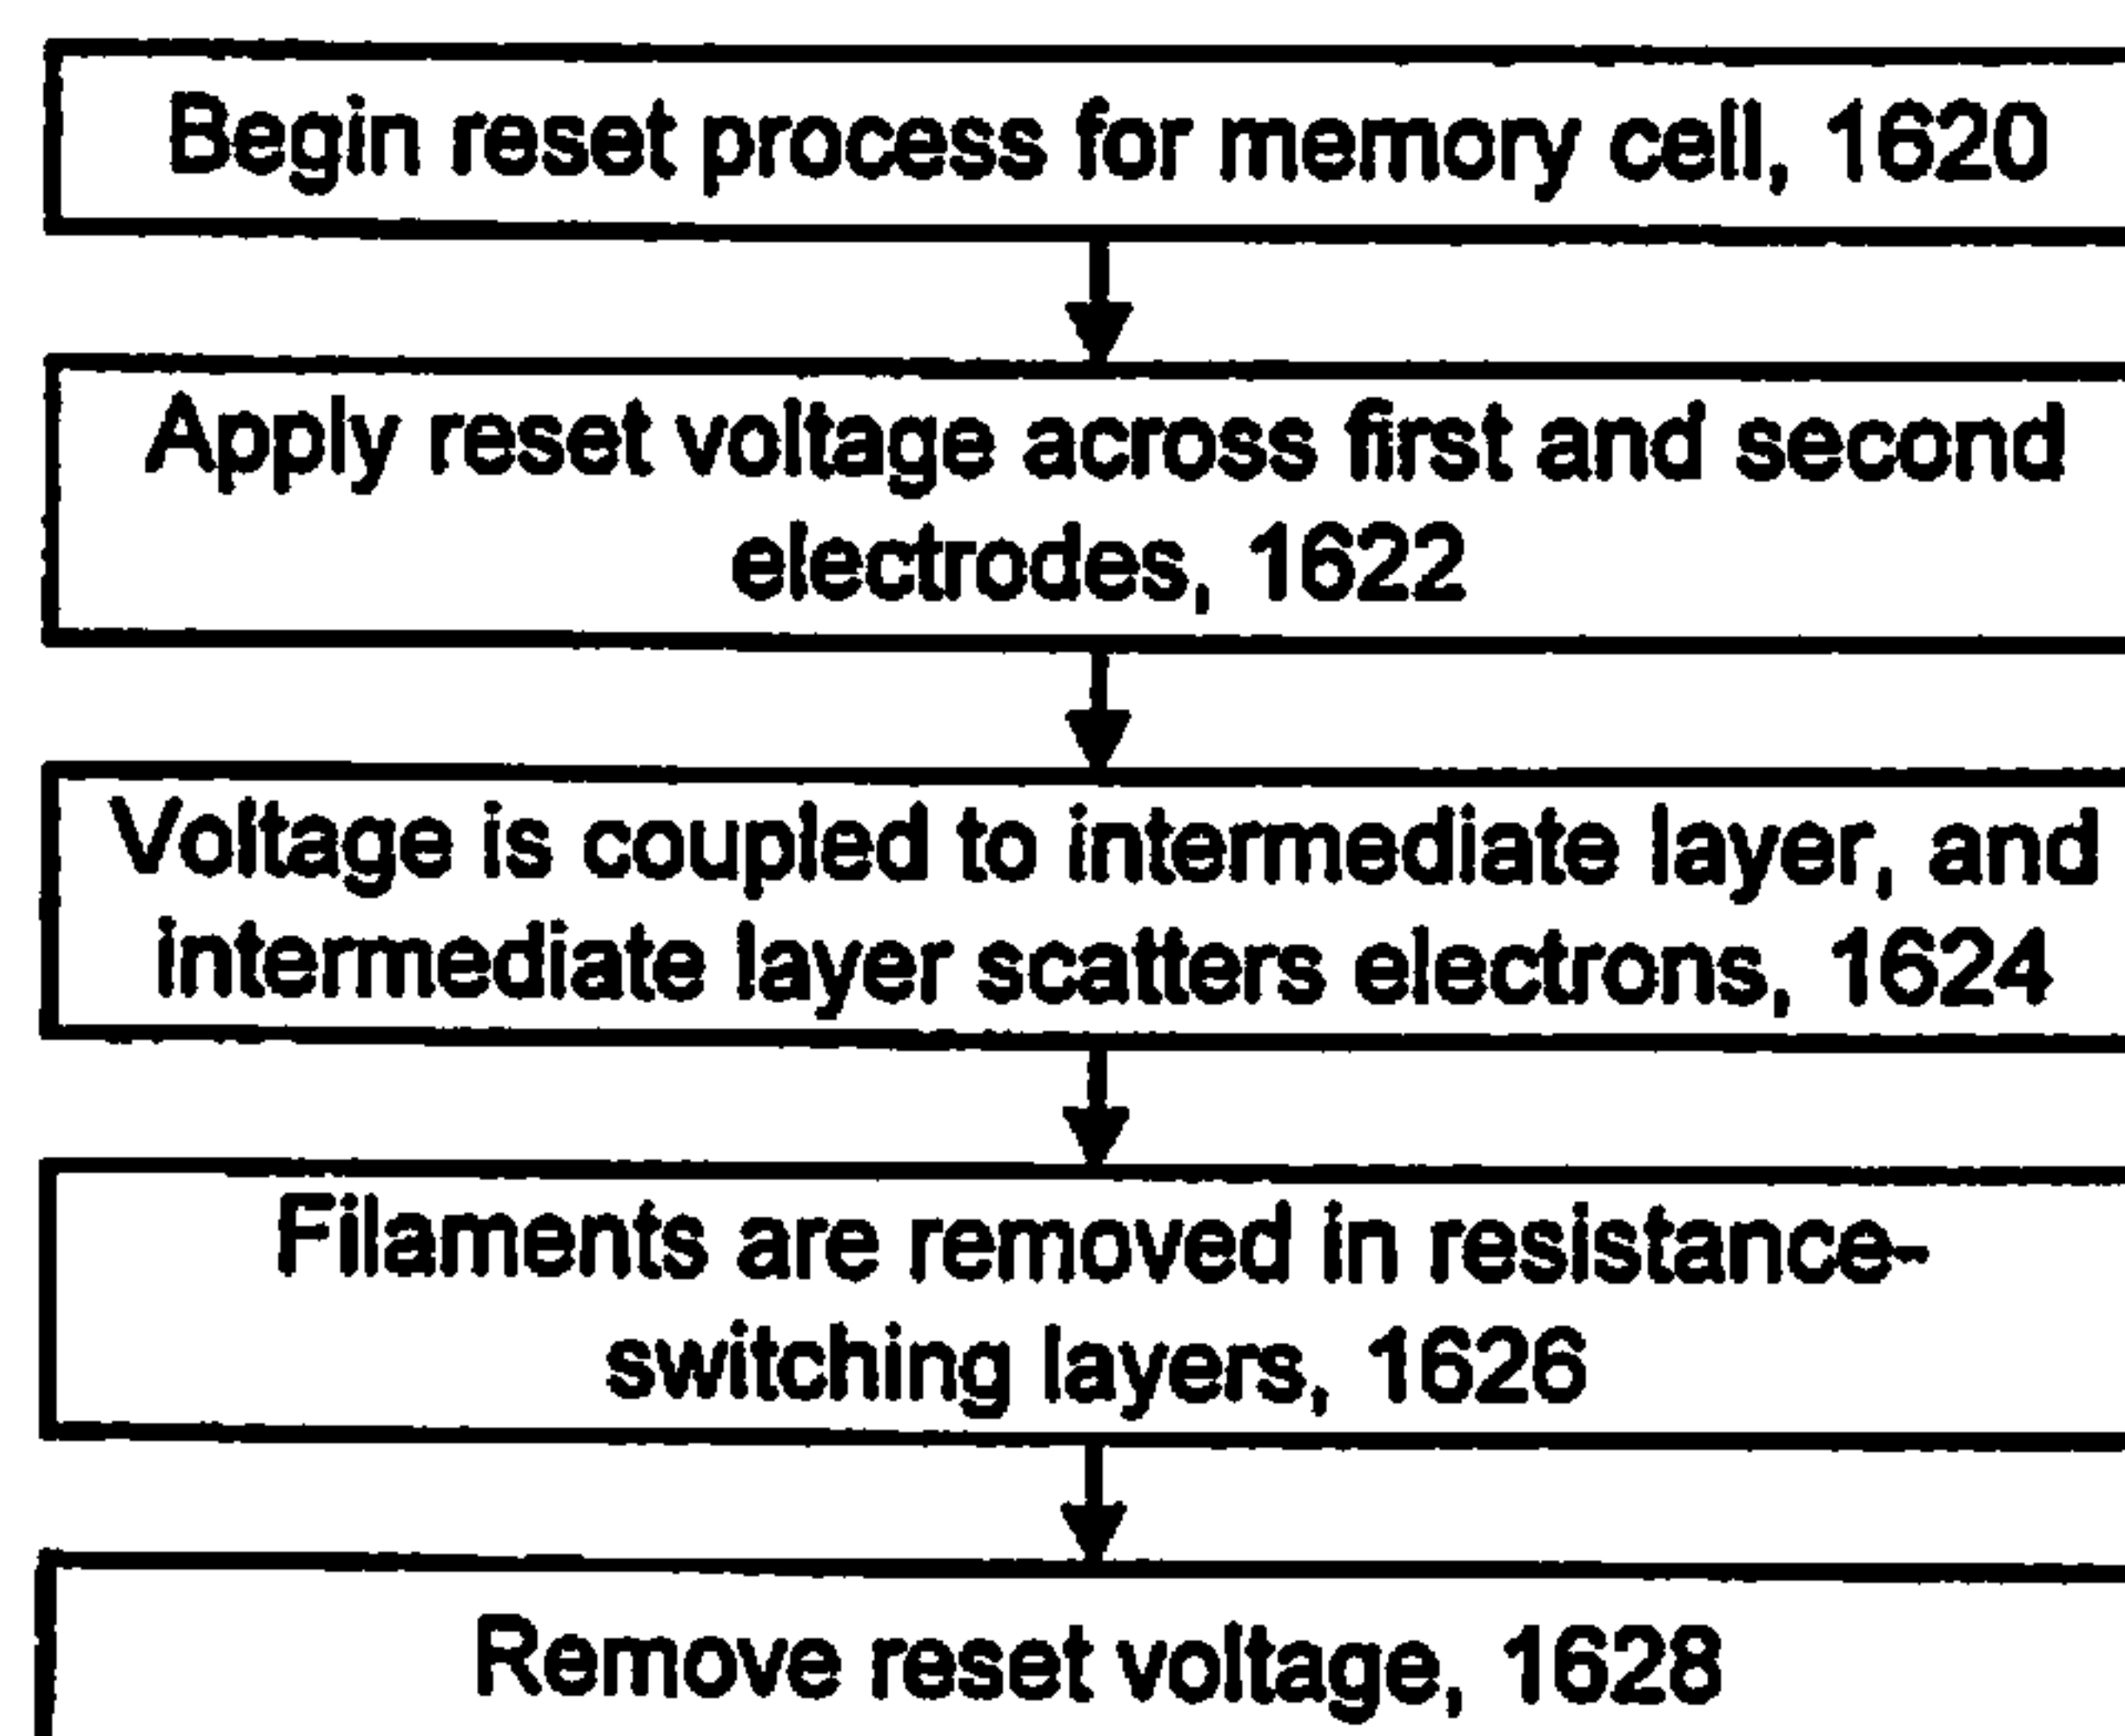 Begin reset process for memory cell, 1620
Apply reset voltage across first and second
electrodes, 1622
Voltage is coupled to intermediate layer, and
intermediate layer scatters electrons, 1624
Filaments are removed in resistance-
switching layers, 1626
Remove reset voltage, 1628